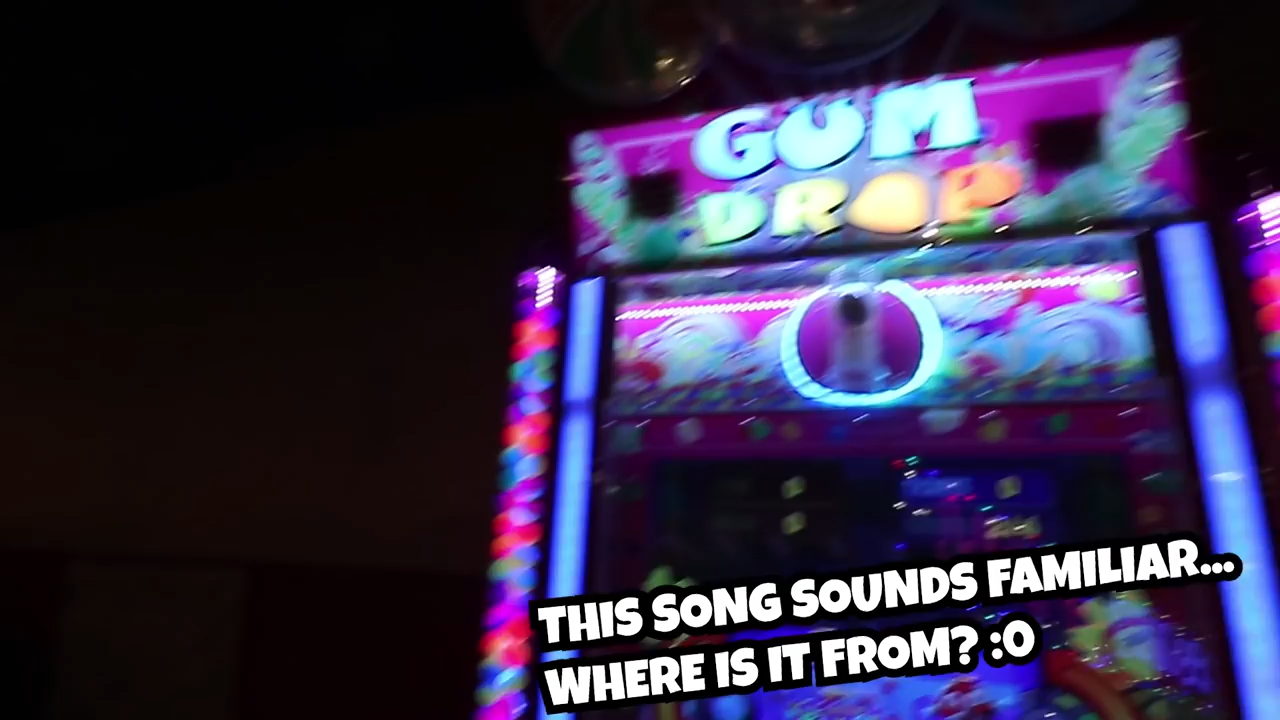 GUM
DROP
THIS SONG SOUNDS FAMILIAR...
WHERE IS IT FROM? :O